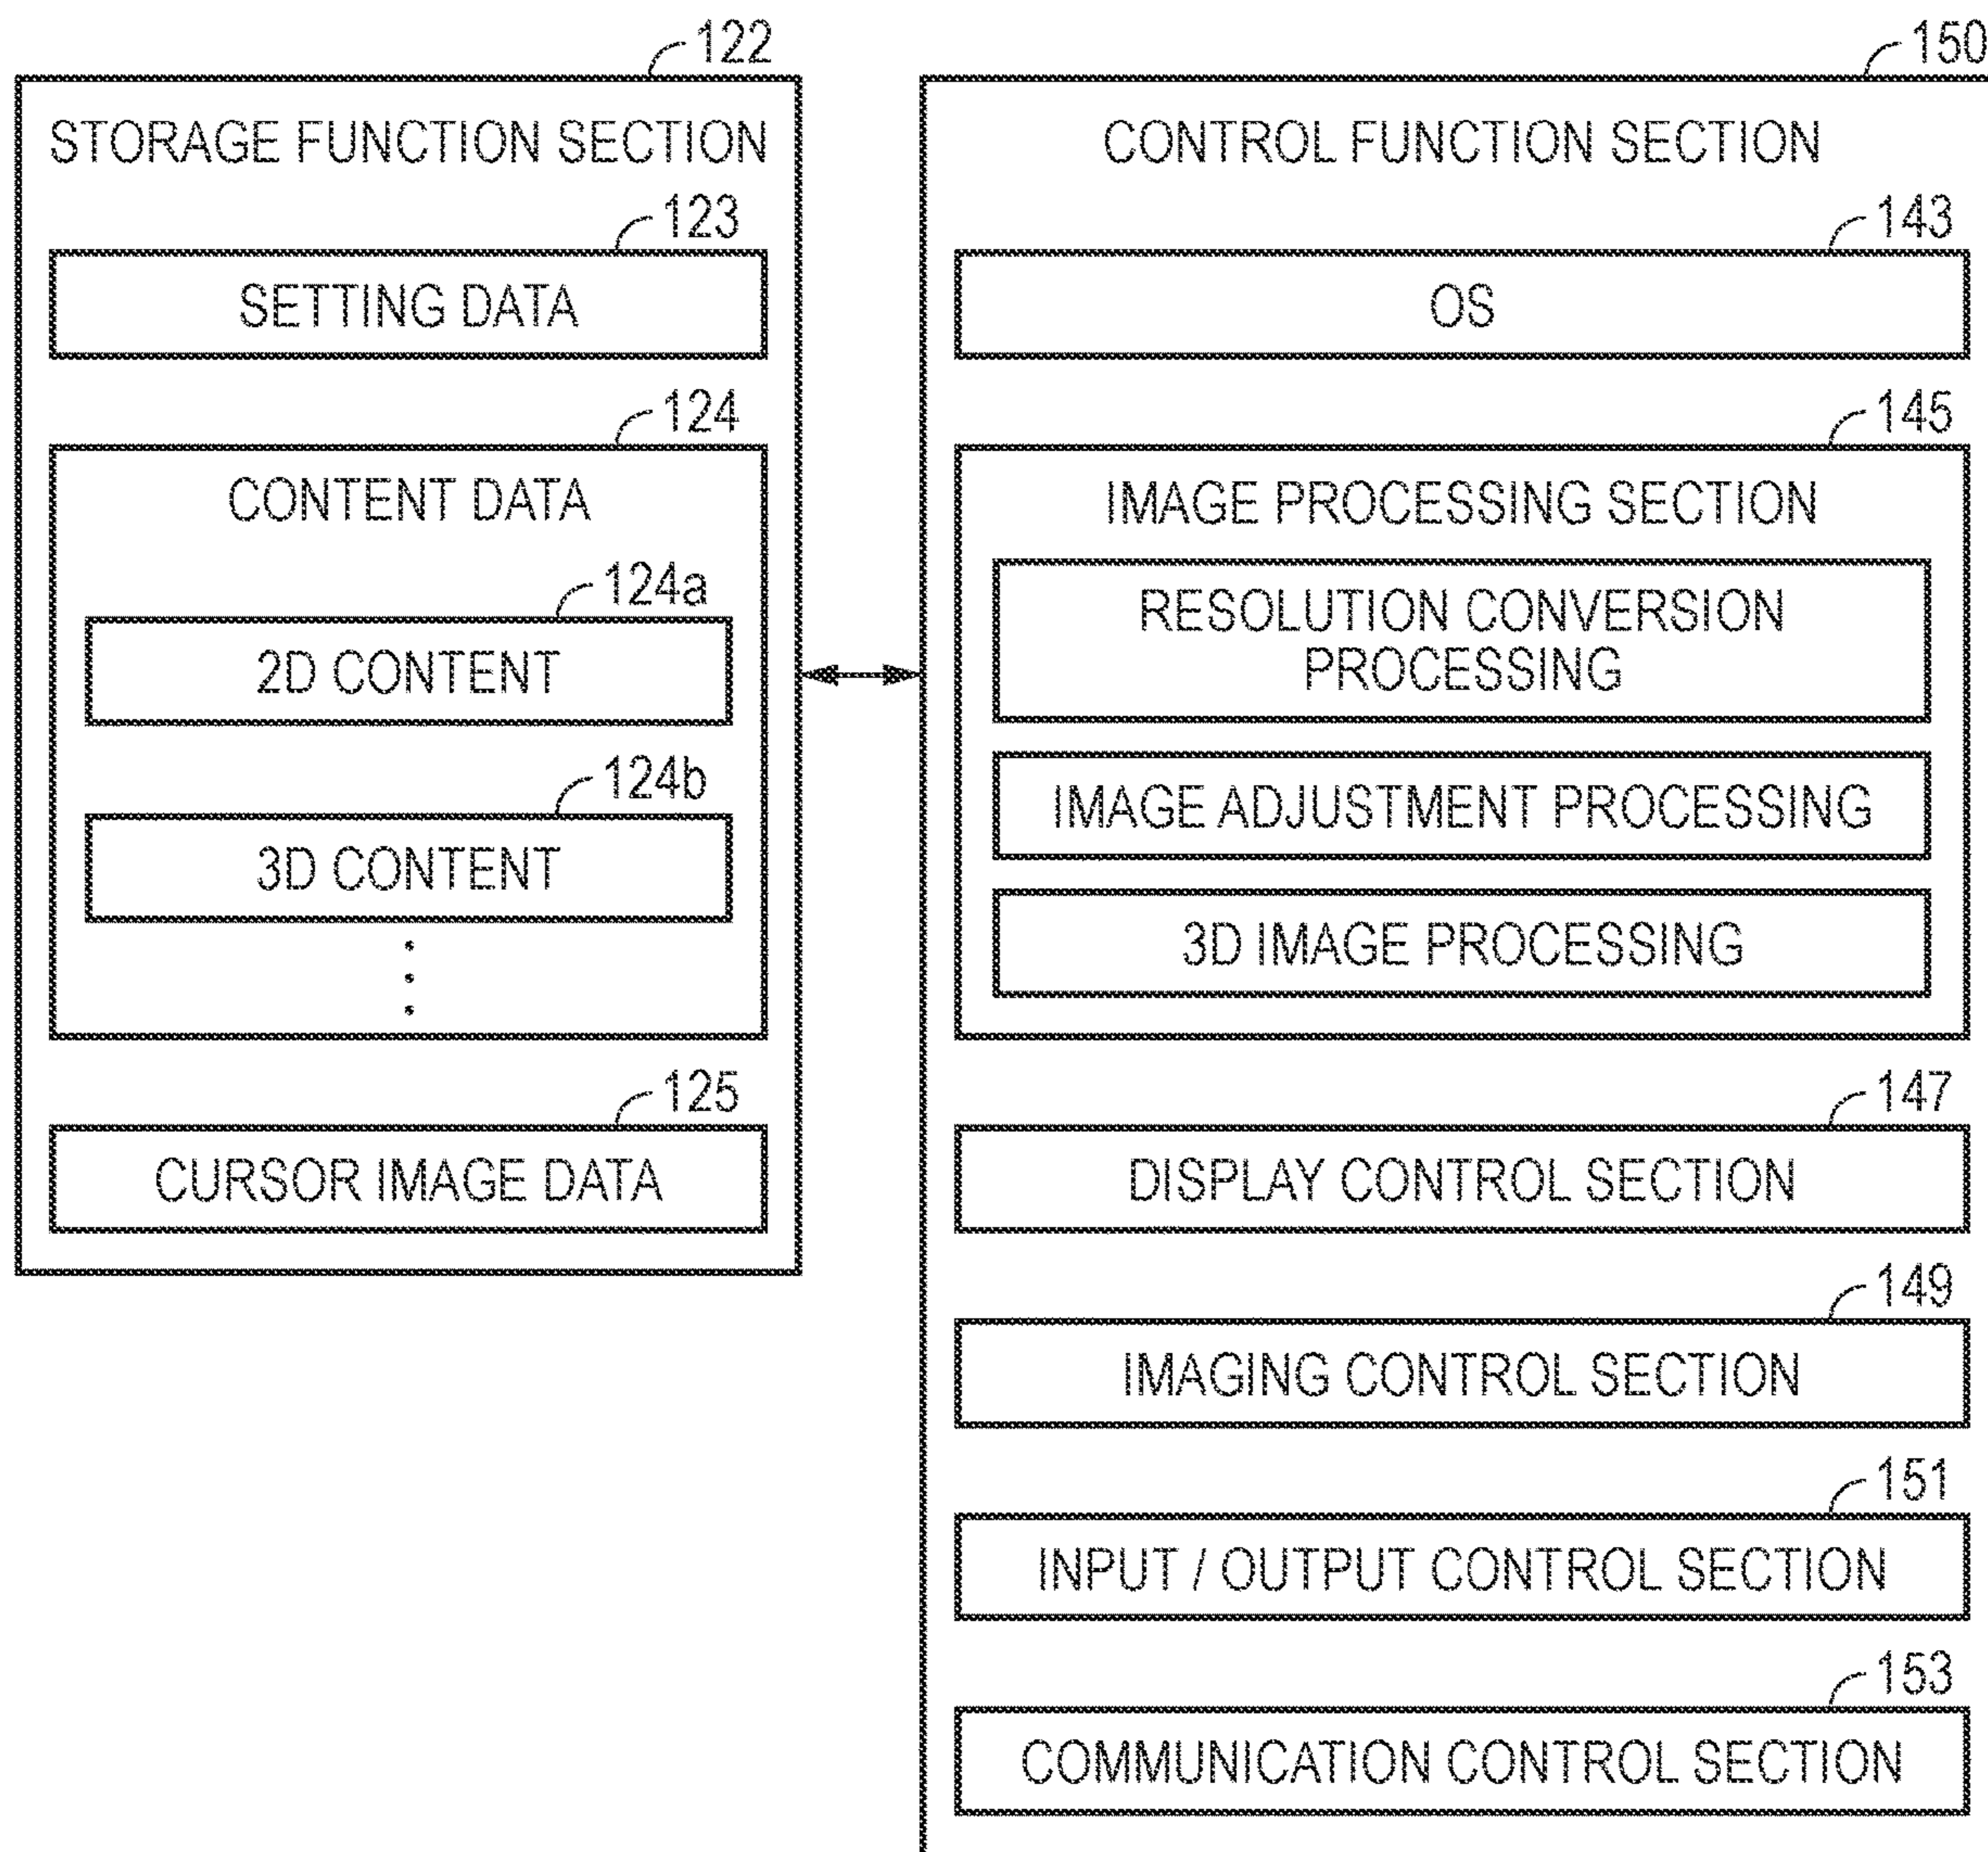 122
STORAGE FUNCTION SECTION
123
SETTING DATA
124
CONTENT DATA
124a
2D CONTENT
124b
3D CONTENT
125
CURSOR IMAGE DATA
150
CONTROL FUNCTION SECTION
143
OS
145
IMAGE PROCESSING SECTION
RESOLUTION CONVERSION
PROCESSING
IMAGE ADJUSTMENT PROCESSING
3D IMAGE PROCESSING
147
DISPLAY CONTROL SECTION
149
IMAGING CONTROL SECTION
151
INPUT / OUTPUT CONTROL SECTION
153
COMMUNICATION CONTROL SECTION